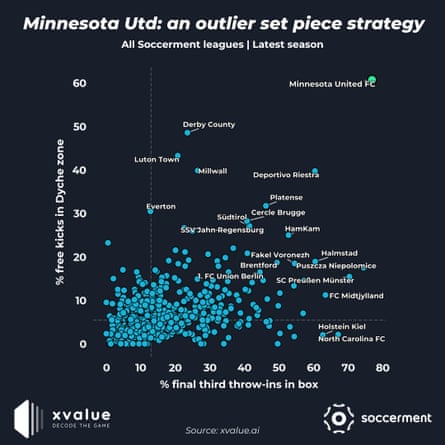 Minnesota Utd: an outlier set piece strategy
All Soccerment leagues | Latest season
% free kicks in Dyche zone
60
50
40
30
20
10
0
Minnesota United FC
Derby County
Luton Town
Millwall
Deportivo Riestra
Everton
Platense
Cercle Brugge
Südtirol
SSV Jahn Regensburg
HamKam
Fakel Voronezh
Halmstad
Brentford
Puszcza Niepolomice
1. FC Union Berlin
SC Preußen Münster
FC Midtjylland
Holstein Kiel
North Carolina FC
0 10 20 30 40 50 60 70 80
% final third throw-ins in box
xvalue
DECODE THE GAME
Source: xvalue.ai
soccerment